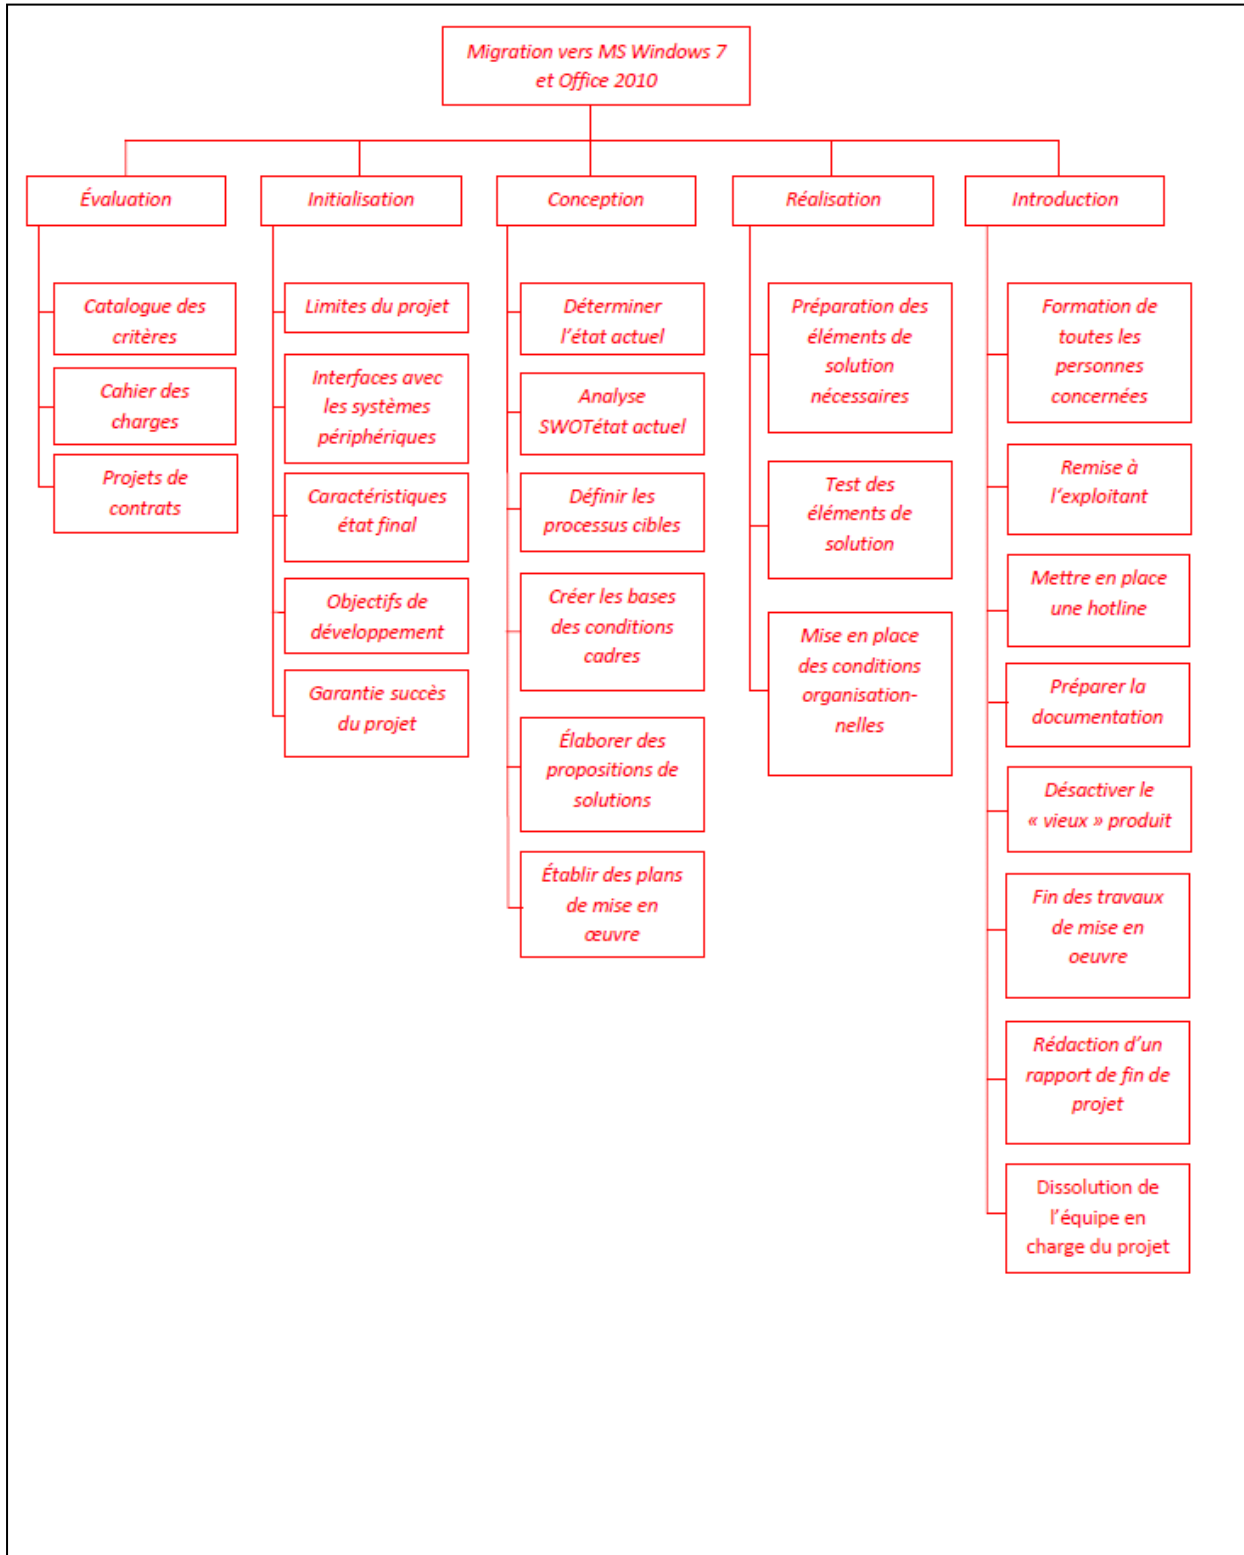 Migration vers MS Windows 7
et Office 2010
Évaluation
Initialisation
Conception
Réalisation
Introduction
Catalogue des
critères
Cahier des
charges
Projets de
contrats
Limites du projet
Interfaces avec
les systèmes
périphériques
Caractéristiques
état final
Objectifs de
développement
Garantie succès
du projet
Déterminer
l'état actuel
Analyse
SWOTétat actuel
Définir les
processus cibles
Créer les bases
des conditions
cadres
Élaborer des
propositions de
solutions
Établir des plans
de mise en
œuvre
Préparation des
éléments de
solution
nécessaires
Test des
éléments de
solution
Mise en place
des conditions
organisation-
nelles
Formation de
toutes les
personnes
concernées
Remise à
l'exploitant
Mettre en place
une hotline
Préparer la
documentation
Désactiver le
« vieux » produit
Fin des travaux
de mise en
oeuvre
Rédaction d'un
rapport de fin de
projet
Dissolution de
l'équipe en
charge du projet